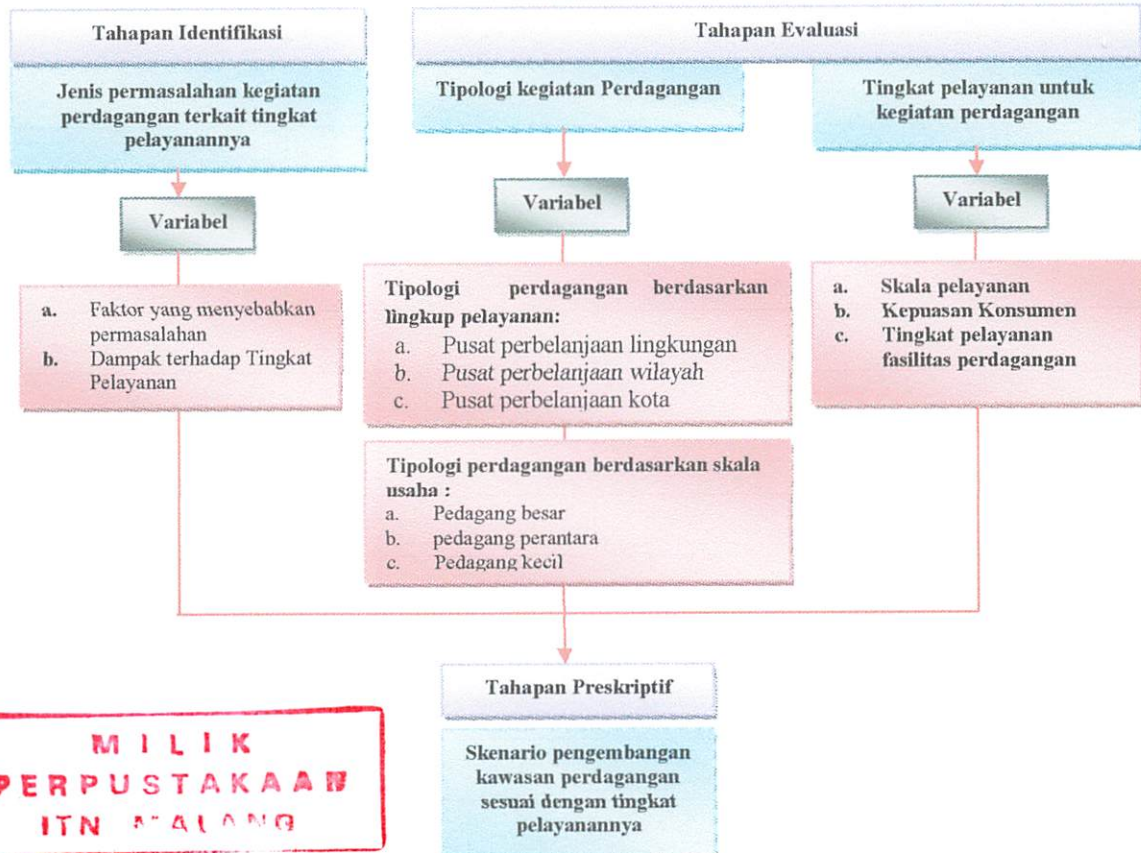 Tahapan Identifikasi
Jenis permasalahan kegiatan
perdagangan terkait tingkat
pelayanannya
Variabel
a. Faktor yang menyebabkan
permasalahan
b. Dampak terhadap Tingkat
Pelayanan
Tahapan Evaluasi
Tipologi kegiatan Perdagangan
Variabel
Tipologi perdagangan berdasarkan
lingkup pelayanan:
a. Pusat perbelanjaan lingkungan
b. Pusat perbelanjaan wilayah
c. Pusat perbelanjaan kota
Tipologi perdagangan berdasarkan skala
usaha :
a. Pedagang besar
b. pedagang perantara
c. Pedagang kecil
Tingkat pelayanan untuk
kegiatan perdagangan
Variabel
a. Skala pelayanan
b. Kepuasan Konsumen
c. Tingkat pelayanan
fasilitas perdagangan
Tahapan Preskriptif
Skenario pengembangan
kawasan perdagangan
sesuai dengan tingkat
pelayanannya
MILIK
PERPUSTAKAAN
ITN MALANG